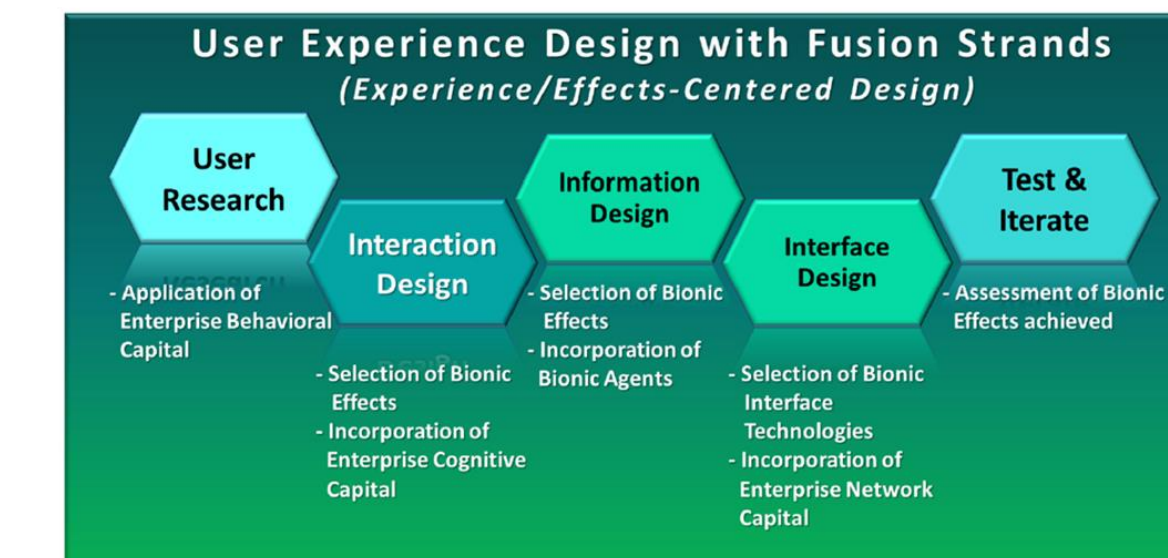 User Experience Design with Fusion Strands
(Experience/Effects-Centered Design)
User
Research
- Application of
Enterprise Behavioral
Capital
Interaction
Design
- Selection of Bionic
Effects
- Incorporation of
Enterprise Cognitive
Capital
Information
Design
- Selection of Bionic
Effects
- Incorporation of
Bionic Agents
Interface
Design
- Selection of Bionic
Interface
Technologies
- Incorporation of
Enterprise Network
Capital
Test &
Iterate
- Assessment of Bionic
Effects achieved